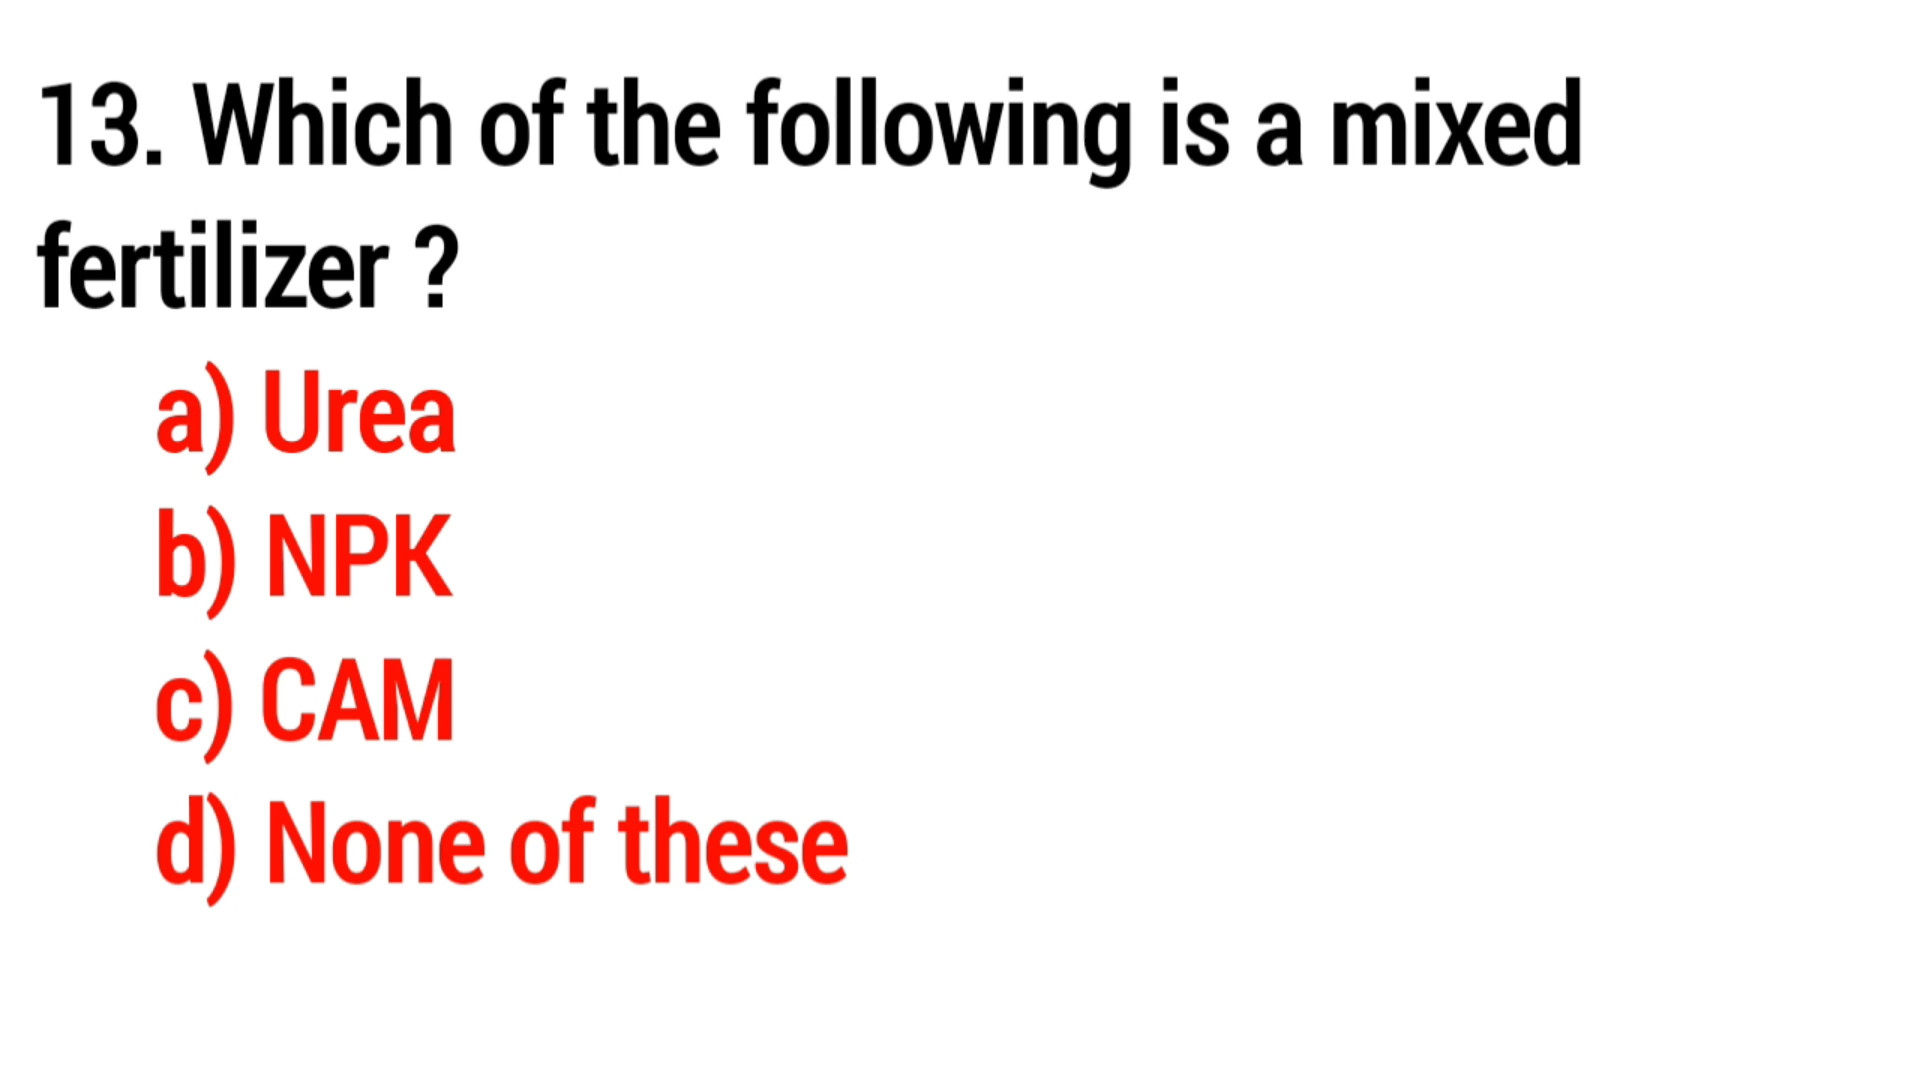 13. Which of the following is a mixed
fertilizer ?
a) Urea
b) NPK
c) CAM
d) None of these